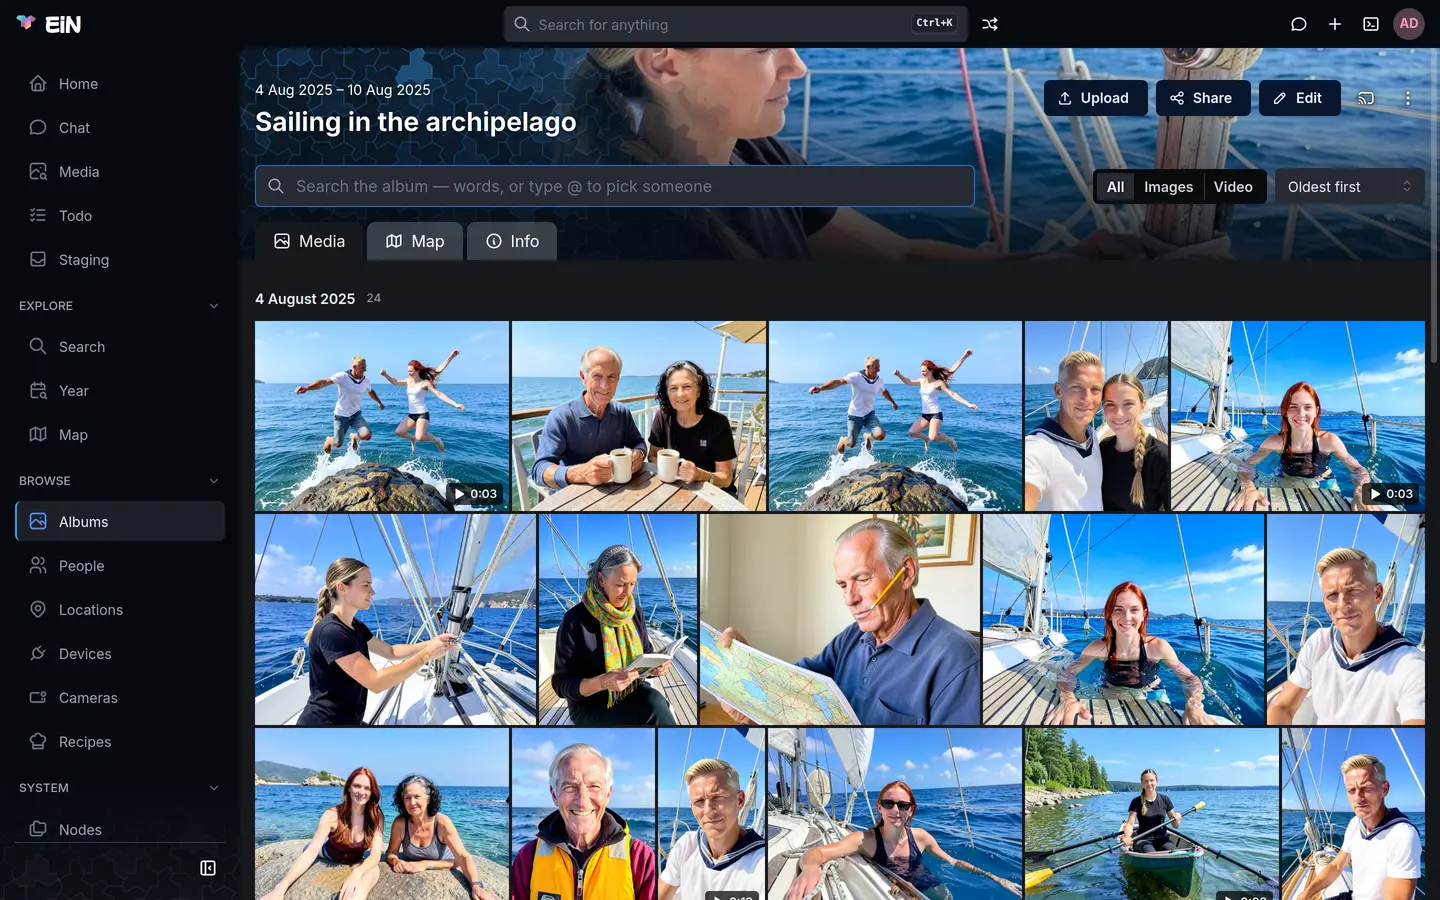 EiN
Search for anything
Ctrl+K
AD
Home
Chat
Media
Todo
Staging
EXPLORE
Search
Year
Map
BROWSE
Albums
People
Locations
Devices
Cameras
Recipes
SYSTEM
Nodes
4 Aug 2025 – 10 Aug 2025
Sailing in the archipelago
Upload
Share
Edit
Search the album — words, or type @ to pick someone
All
Images
Video
Oldest first
Media
Map
Info
4 August 2025 24
0:03
0:03